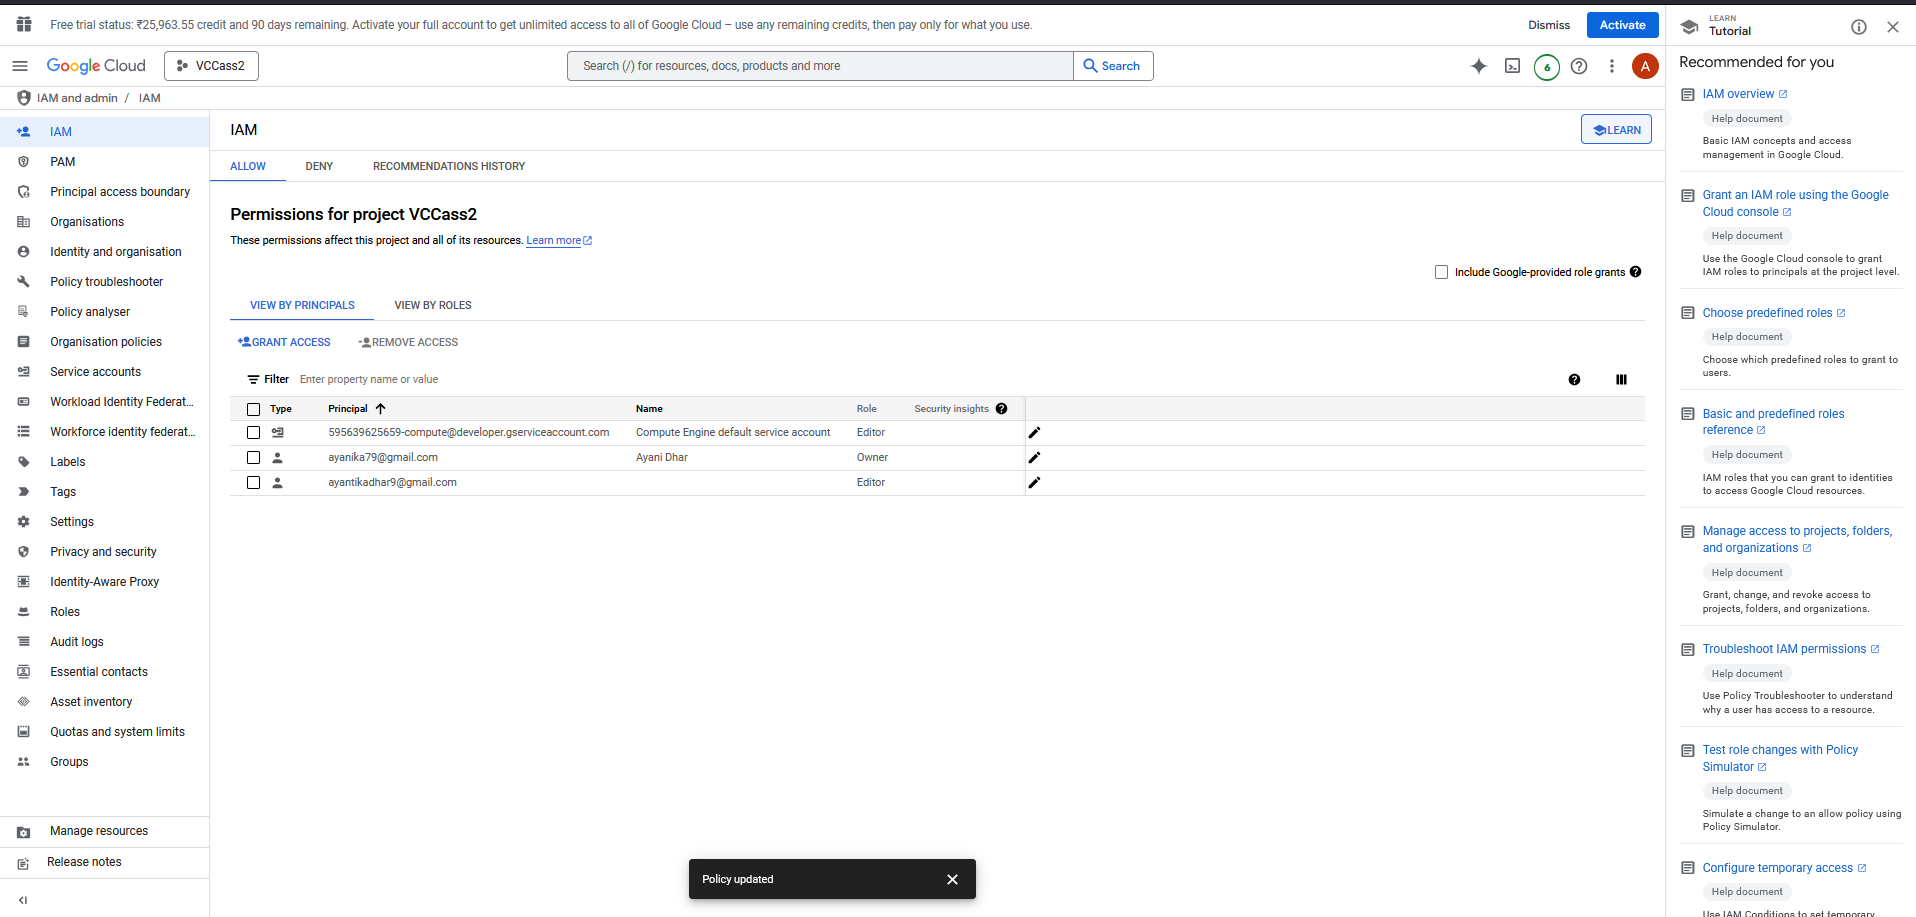 Free trial status: ₹25,963.55 credit and 90 days remaining. Activate your full account to get unlimited access to all of Google Cloud – use any remaining credits, then pay only for what you use.
Dismiss
Activate
Google Cloud
VCCass2
Search (/) for resources, docs, products and more
Search
6
A
IAM and admin / IAM
IAM
PAM
Principal access boundary
Organisations
Identity and organisation
Policy troubleshooter
Policy analyser
Organisation policies
Service accounts
Workload Identity Federat...
Workforce identity federat...
Labels
Tags
Settings
Privacy and security
Identity-Aware Proxy
Roles
Audit logs
Essential contacts
Asset inventory
Quotas and system limits
Groups
Manage resources
Release notes
IAM
LEARN
ALLOW DENY RECOMMENDATIONS HISTORY
Permissions for project VCCass2
These permissions affect this project and all of its resources. Learn more
Include Google-provided role grants
VIEW BY PRINCIPALS VIEW BY ROLES
GRANT ACCESS REMOVE ACCESS
Filter Enter property name or value
Type Principal Name Role Security insights
595639625659-compute@developer.gserviceaccount.com Compute Engine default service account Editor
ayanika79@gmail.com Ayani Dhar Owner
ayantikadhar9@gmail.com Editor
Policy updated
LEARN
Tutorial
Recommended for you
IAM overview
Help document
Basic IAM concepts and access
management in Google Cloud.
Grant an IAM role using the Google
Cloud console
Help document
Use the Google Cloud console to grant
IAM roles to principals at the project level.
Choose predefined roles
Help document
Choose which predefined roles to grant to
users.
Basic and predefined roles
reference
Help document
IAM roles that you can grant to identities
to access Google Cloud resources.
Manage access to projects, folders,
and organizations
Help document
Grant, change, and revoke access to
projects, folders, and organizations.
Troubleshoot IAM permissions
Help document
Use Policy Troubleshooter to understand
why a user has access to a resource.
Test role changes with Policy
Simulator
Help document
Simulate a change to an allow policy using
Policy Simulator.
Configure temporary access
Help document
Use IAM Conditions to set temporary